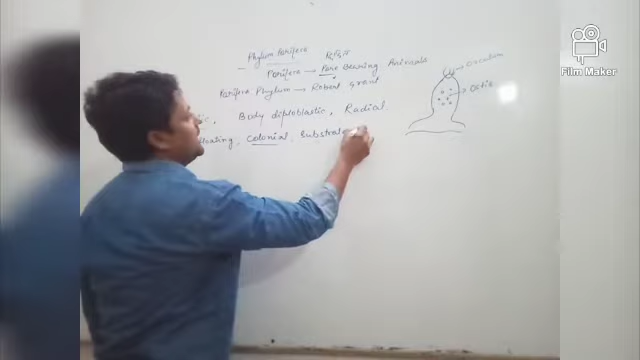 Phylum Porifera
– Porifera → Pore Bearing Animals
Porifera Phylum → Robert Grant
Body diploblastic, Radial
floating, Colonial, Substrate
Osculum
Ostia
Film Maker